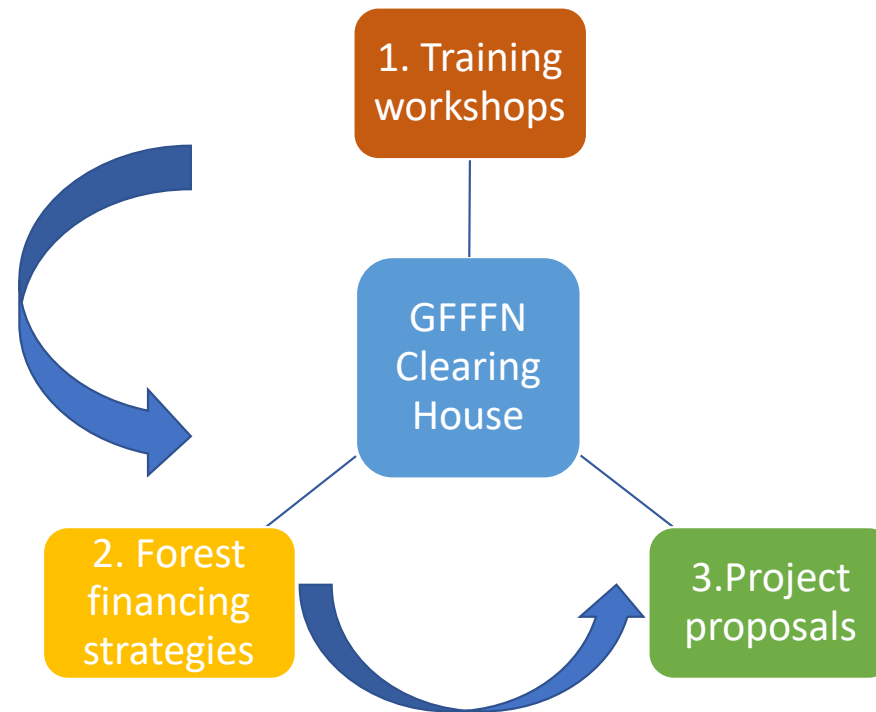 1. Training
workshops
GFFFN
Clearing
House
2. Forest
financing
strategies
3.Project
proposals